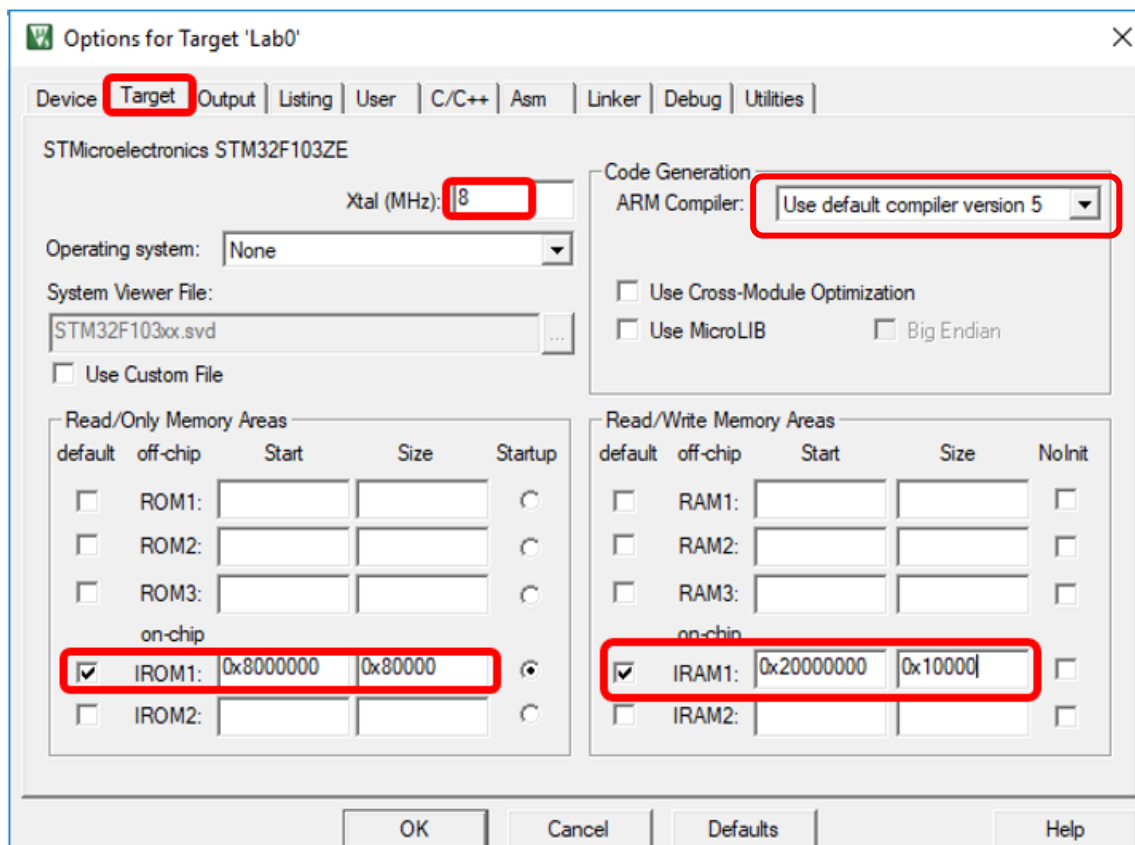 Options for Target 'Lab0'
Device Target Output Listing User C/C++ Asm Linker Debug Utilities
STMicroelectronics STM32F103ZE
Xtal (MHz): 8
Operating system: None
System Viewer File:
STM32F103xx.svd ...
Use Custom File
Code Generation
ARM Compiler: Use default compiler version 5
Use Cross-Module Optimization
Use MicroLIB Big Endian
Read/Only Memory Areas
default off-chip Start Size Startup
ROM1:
ROM2:
ROM3:
on-chip
IROM1: 0x8000000 0x80000
IROM2:
Read/Write Memory Areas
default off-chip Start Size NoInit
RAM1:
RAM2:
RAM3:
on-chip
IRAM1: 0x20000000 0x10000
IRAM2:
OK Cancel Defaults Help